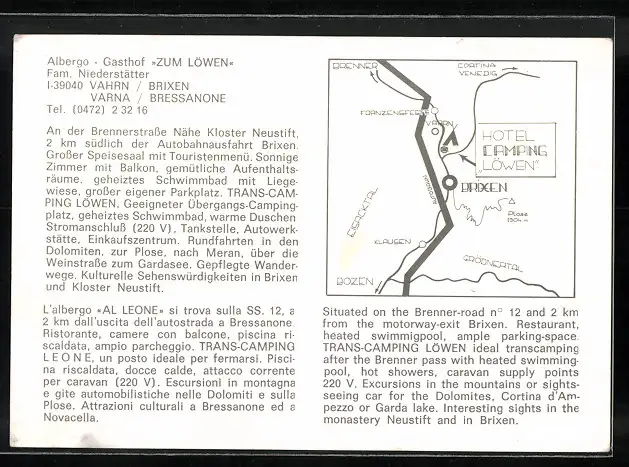 Albergo - Gasthof »ZUM LÖWEN«
Fam. Niederstätter
I-39040 VAHRN / BRIXEN
VARNA / BRESSANONE
Tel. (0472) 2 32 16
An der Brennerstraße Nähe Kloster Neustift,
2 km südlich der Autobahnausfahrt Brixen.
Großer Speisesaal mit Touristenmenü. Sonnige
Zimmer mit Balkon, gemütliche Aufenthalts-
räume, geheiztes Schwimmbad mit Liege-
wiese, großer eigener Parkplatz. TRANS-CAM-
PING LÖWEN. Geeigneter Übergangs-Camping-
platz, geheiztes Schwimmbad, warme Duschen
Stromanschluß (220 V), Tankstelle, Autowerk-
stätte, Einkaufszentrum. Rundfahrten in den
Dolomiten, zur Plose, nach Meran, über die
Weinstraße zum Gardasee. Gepflegte Wander-
wege. Kulturelle Sehenswürdigkeiten in Brixen
und Kloster Neustift.
L'albergo »AL LEONE« si trova sulla SS. 12, a
2 km dall'uscita dell'autostrada a Bressanone
Ristorante, camere con balcone, piscina ri-
scaldata, ampio parcheggio. TRANS-CAMPING
LEONE, un posto ideale per fermarsi. Pisci-
na riscaldata, docce calde, attacco corrente
per caravan (220 V). Escursioni in montagna
e gite automobilistiche nelle Dolomiti e sulla
Plose. Attrazioni culturali a Bressanone ed a
Novacella.
BRENNER
CORTINA
VENEDIG
FRANZENSFESTE
VAHRN
HOTEL
CAMPING
„LÖWEN"
BRIXEN
AUTOBAHN
Plose
EISACKTAL
KLAUSEN
GRÖDNERTAL
BOZEN
Situated on the Brenner-road n° 12 and 2 km
from the motorway-exit Brixen. Restaurant,
heated swimmigpool, ample parking-space.
TRANS-CAMPING LÖWEN ideal transcamping
after the Brenner pass with heated swimming-
pool, hot showers, caravan supply points
220 V. Excursions in the mountains or sights-
seeing car for the Dolomites, Cortina d'Am-
pezzo or Garda lake. Interesting sights in the
monastery Neustift and in Brixen.